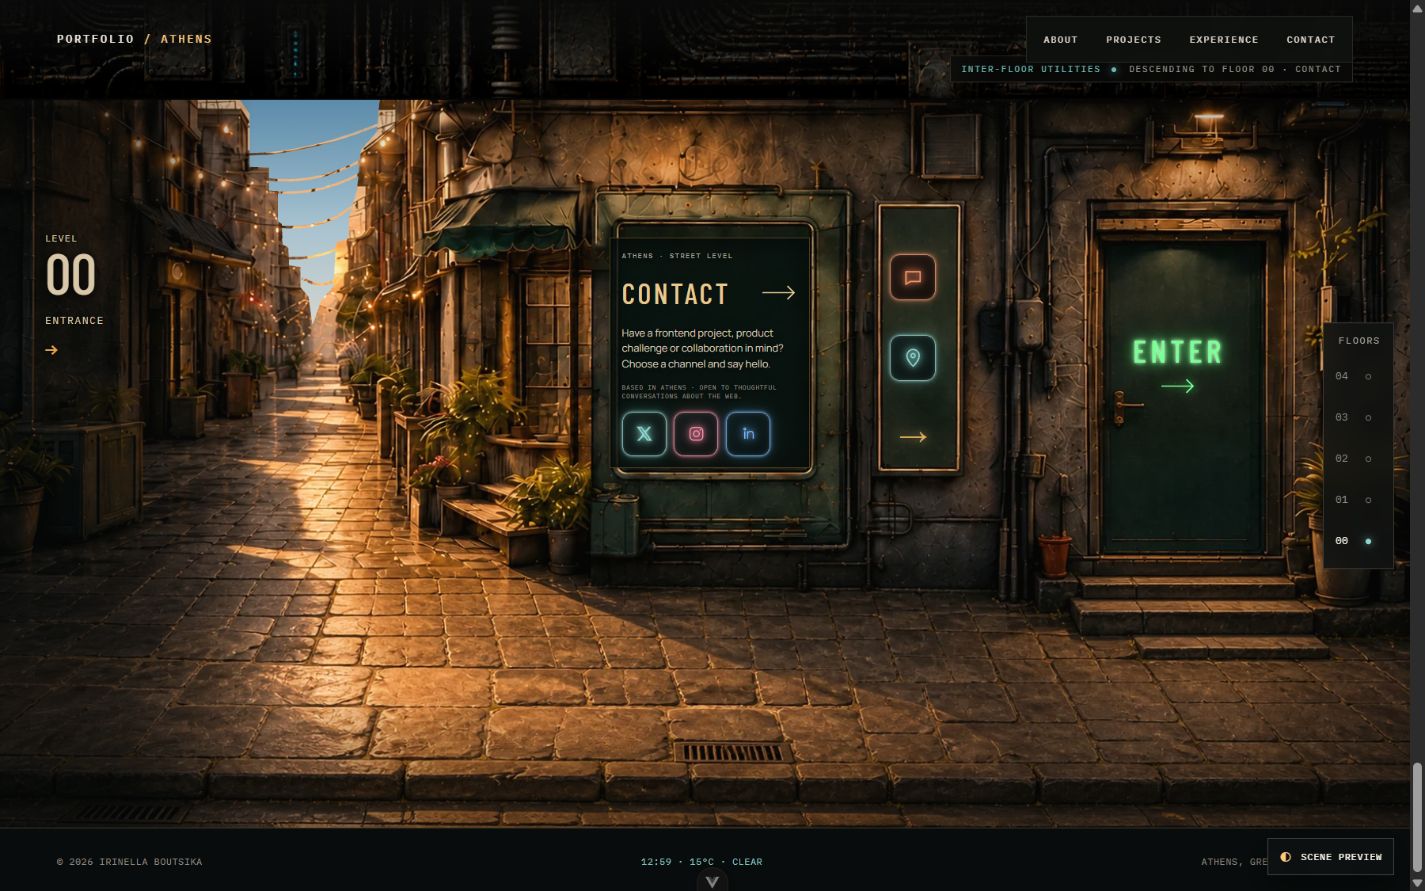 PORTFOLIO / ATHENS
ABOUT PROJECTS EXPERIENCE CONTACT
INTER-FLOOR UTILITIES ● DESCENDING TO FLOOR 00 · CONTACT
LEVEL
00
ENTRANCE
→
ATHENS · STREET LEVEL
CONTACT →
Have a frontend project, product
challenge or collaboration in mind?
Choose a channel and say hello.
BASED IN ATHENS · OPEN TO THOUGHTFUL
CONVERSATIONS ABOUT THE WEB.
X in
→
ENTER
→
FLOORS
04
03
02
01
00
© 2026 IRINELLA BOUTSIKA
12:59 · 15°C · CLEAR
ATHENS, GRE
SCENE PREVIEW